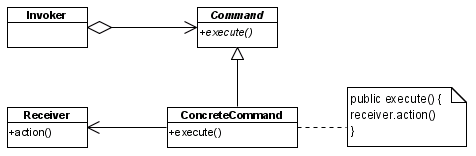 Invoker
Command
+execute()
Receiver
+action()
ConcreteCommand
+execute()
public execute() {
receiver.action()
}